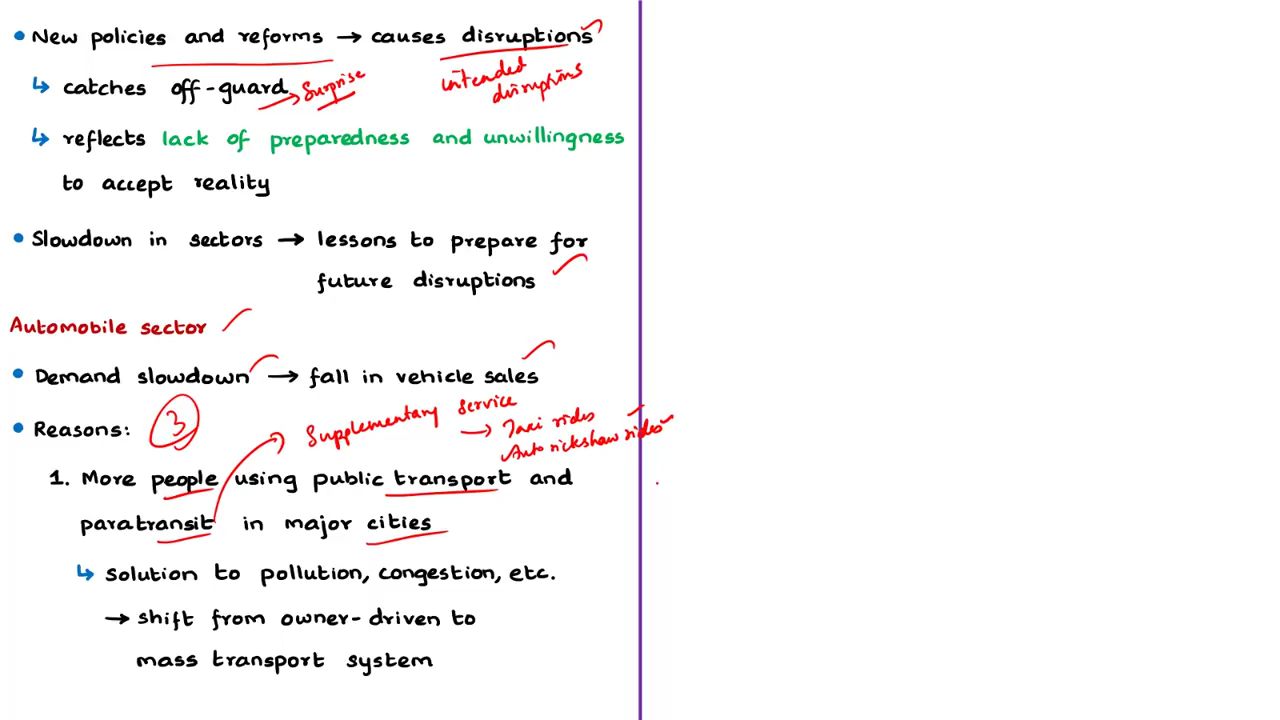 • New policies and reforms → causes disruptions
↳ catches off-guard → Surprise
intended
disruptions
↳ reflects lack of preparedness and unwillingness
to accept reality
• Slowdown in sectors → lessons to prepare for
future disruptions
Automobile sector
• Demand slowdown → fall in vehicle sales
• Reasons: 3
Supplementary service
→ Taxi rides
Auto rickshaw rides
1. More people using public transport and
paratransit in major cities
↳ solution to pollution, congestion, etc.
→ shift from owner-driven to
mass transport system